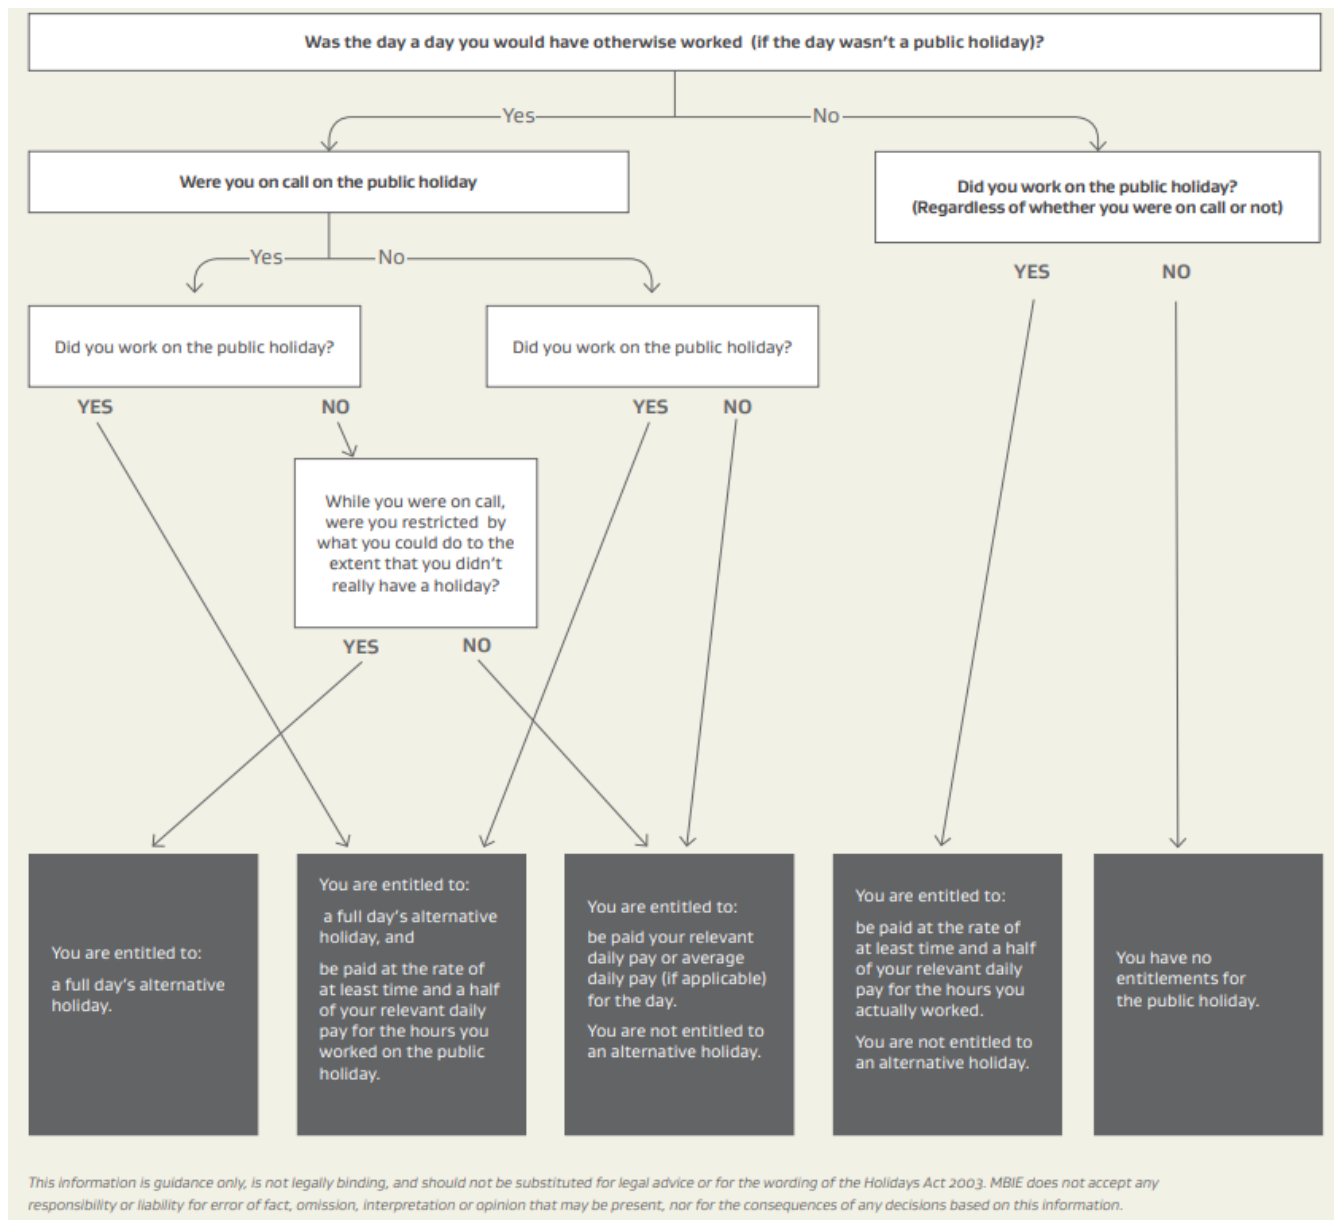 Was the day a day you would have otherwise worked (if the day wasn't a public holiday)?
Yes
No
Were you on call on the public holiday
Did you work on the public holiday?
(Regardless of whether you were on call or not)
Yes
No
YES
NO
Did you work on the public holiday?
Did you work on the public holiday?
YES
NO
YES
NO
While you were on call,
were you restricted by
what you could do to the
extent that you didn't
really have a holiday?
YES
NO
You are entitled to:
a full day's alternative
holiday.
You are entitled to:
a full day's alternative
holiday, and
be paid at the rate of
at least time and a half
of your relevant daily
pay for the hours you
worked on the public
holiday.
You are entitled to:
be paid your relevant
daily pay or average
daily pay (if applicable)
for the day.
You are not entitled to
an alternative holiday.
You are entitled to:
be paid at the rate of
at least time and a half
of your relevant daily
pay for the hours you
actually worked.
You are not entitled to
an alternative holiday.
You have no
entitlements for
the public holiday.
This information is guidance only, is not legally binding, and should not be substituted for legal advice or for the wording of the Holidays Act 2003. MBIE does not accept any
responsibility or liability for error of fact, omission, interpretation or opinion that may be present, nor for the consequences of any decisions based on this information.